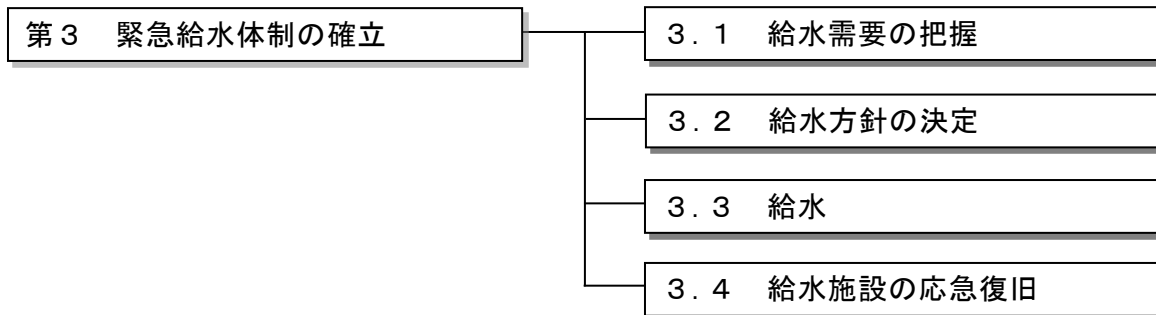 第３　緊急給水体制の確立
３.１　給水需要の把握
３.２　給水方針の決定
３.３　給水
３.４　給水施設の応急復旧